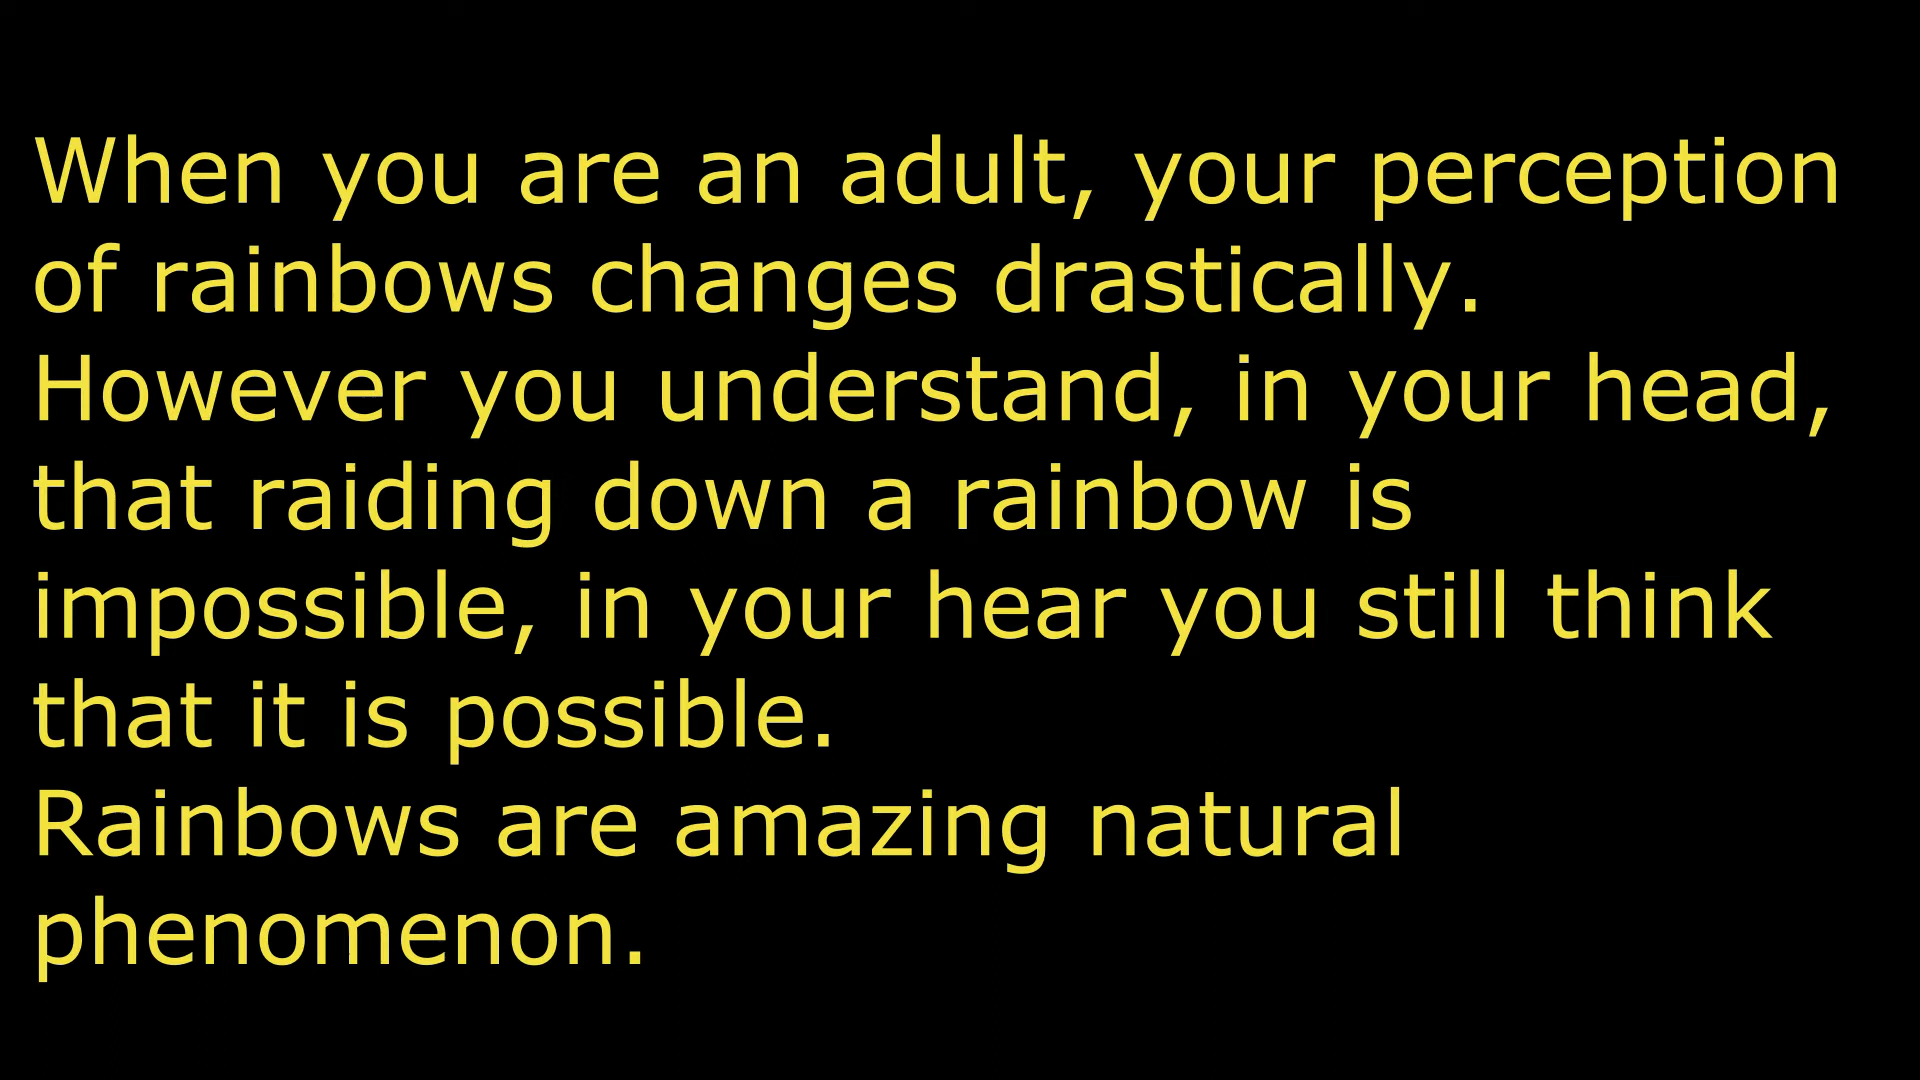 When you are an adult, your perception
of rainbows changes drastically.
However you understand, in your head,
that raiding down a rainbow is
impossible, in your hear you still think
that it is possible.
Rainbows are amazing natural
phenomenon.